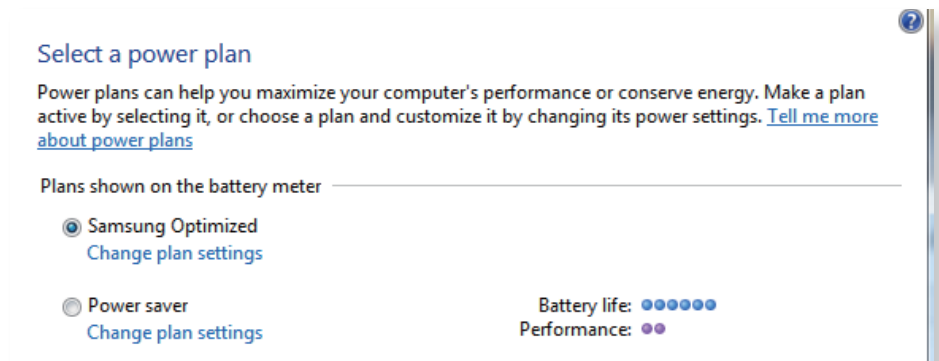 ?
Select a power plan
Power plans can help you maximize your computer's performance or conserve energy. Make a plan
active by selecting it, or choose a plan and customize it by changing its power settings. Tell me more
about power plans
Plans shown on the battery meter
Samsung Optimized
Change plan settings
Power saver Battery life:
Change plan settings Performance: